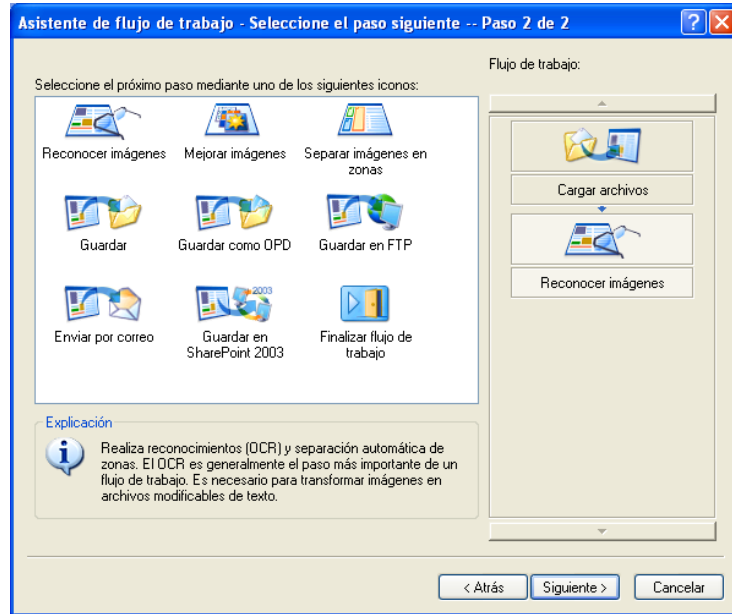 Asistente de flujo de trabajo - Seleccione el paso siguiente -- Paso 2 de 2
Flujo de trabajo:
Seleccione el próximo paso mediante uno de los siguientes iconos:
Reconocer imágenes
Mejorar imágenes
Separar imágenes en
zonas
Guardar
Guardar como OPD
Guardar en FTP
2003
Enviar por correo
Guardar en
SharePoint 2003
Finalizar flujo de
trabajo
Cargar archivos
Reconocer imágenes
Explicación
Realiza reconocimientos (OCR) y separación automática de
zonas. El OCR es generalmente el paso más importante de un
flujo de trabajo. Es necesario para transformar imágenes en
archivos modificables de texto.
< Atrás
Siguiente >
Cancelar